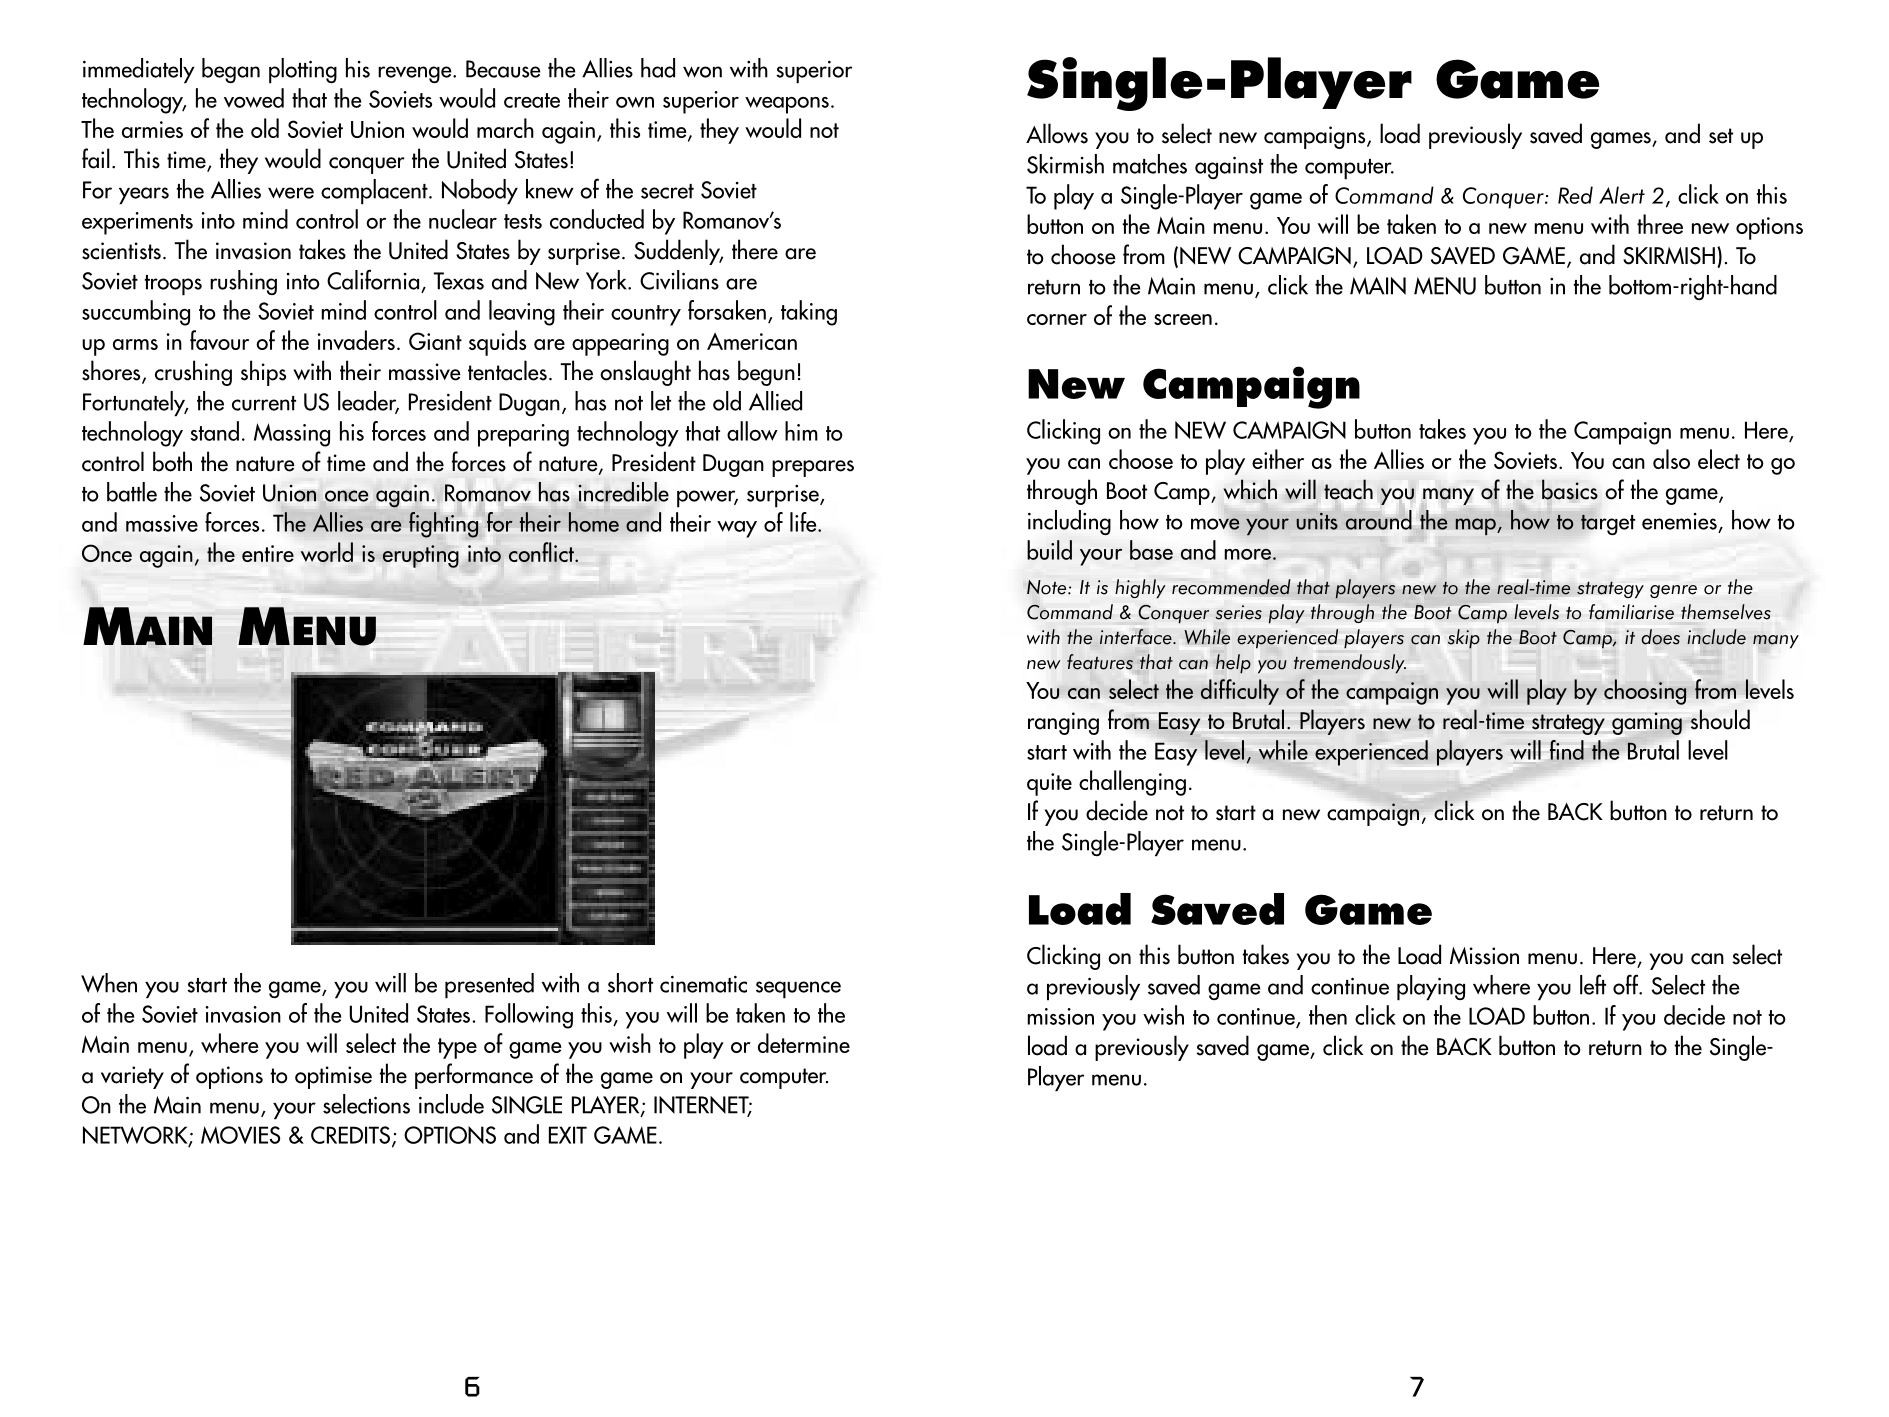 immediately began plotting his revenge. Because the Allies had won with superior
technology, he vowed that the Soviets would create their own superior weapons.
The armies of the old Soviet Union would march again, this time, they would not
fail. This time, they would conquer the United States!
For years the Allies were complacent. Nobody knew of the secret Soviet
experiments into mind control or the nuclear tests conducted by Romanov’s
scientists. The invasion takes the United States by surprise. Suddenly, there are
Soviet troops rushing into California, Texas and New York. Civilians are
succumbing to the Soviet mind control and leaving their country forsaken, taking
up arms in favour of the invaders. Giant squids are appearing on American
shores, crushing ships with their massive tentacles. The onslaught has begun!
Fortunately, the current US leader, President Dugan, has not let the old Allied
technology stand. Massing his forces and preparing technology that allow him to
control both the nature of time and the forces of nature, President Dugan prepares
to battle the Soviet Union once again. Romanov has incredible power, surprise,
and massive forces. The Allies are fighting for their home and their way of life.
Once again, the entire world is erupting into conflict.
MAIN MENU
COMMAND
&
CONQUER
RED ALERT
2
When you start the game, you will be presented with a short cinematic sequence
of the Soviet invasion of the United States. Following this, you will be taken to the
Main menu, where you will select the type of game you wish to play or determine
a variety of options to optimise the performance of the game on your computer.
On the Main menu, your selections include SINGLE PLAYER; INTERNET;
NETWORK; MOVIES & CREDITS; OPTIONS and EXIT GAME.
6
Single-Player Game
Allows you to select new campaigns, load previously saved games, and set up
Skirmish matches against the computer.
To play a Single-Player game of Command & Conquer: Red Alert 2, click on this
button on the Main menu. You will be taken to a new menu with three new options
to choose from (NEW CAMPAIGN, LOAD SAVED GAME, and SKIRMISH). To
return to the Main menu, click the MAIN MENU button in the bottom-right-hand
corner of the screen.
New Campaign
Clicking on the NEW CAMPAIGN button takes you to the Campaign menu. Here,
you can choose to play either as the Allies or the Soviets. You can also elect to go
through Boot Camp, which will teach you many of the basics of the game,
including how to move your units around the map, how to target enemies, how to
build your base and more.
Note: It is highly recommended that players new to the real-time strategy genre or the
Command & Conquer series play through the Boot Camp levels to familiarise themselves
with the interface. While experienced players can skip the Boot Camp, it does include many
new features that can help you tremendously.
You can select the difficulty of the campaign you will play by choosing from levels
ranging from Easy to Brutal. Players new to real-time strategy gaming should
start with the Easy level, while experienced players will find the Brutal level
quite challenging.
If you decide not to start a new campaign, click on the BACK button to return to
the Single-Player menu.
Load Saved Game
Clicking on this button takes you to the Load Mission menu. Here, you can select
a previously saved game and continue playing where you left off. Select the
mission you wish to continue, then click on the LOAD button. If you decide not to
load a previously saved game, click on the BACK button to return to the Single-
Player menu.
7